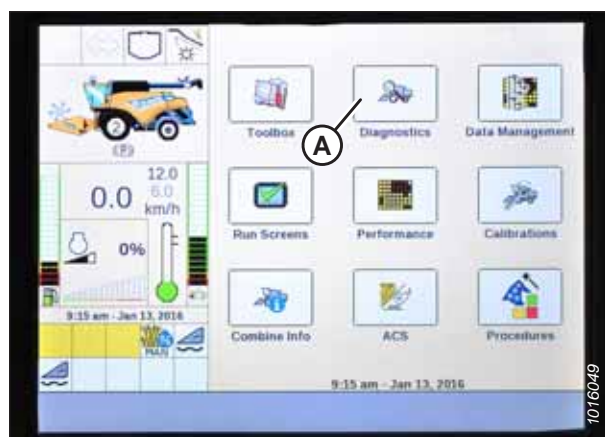 2
(P)
12.0
0.0 6.0
km/h
0%
9:15 am - Jan 13, 2016
MAN
Toolbox Diagnostics Data Management
A
Run Screens Performance Calibrations
Combine Info ACS Procedures
9:15 am - Jan 13, 2016
1016049